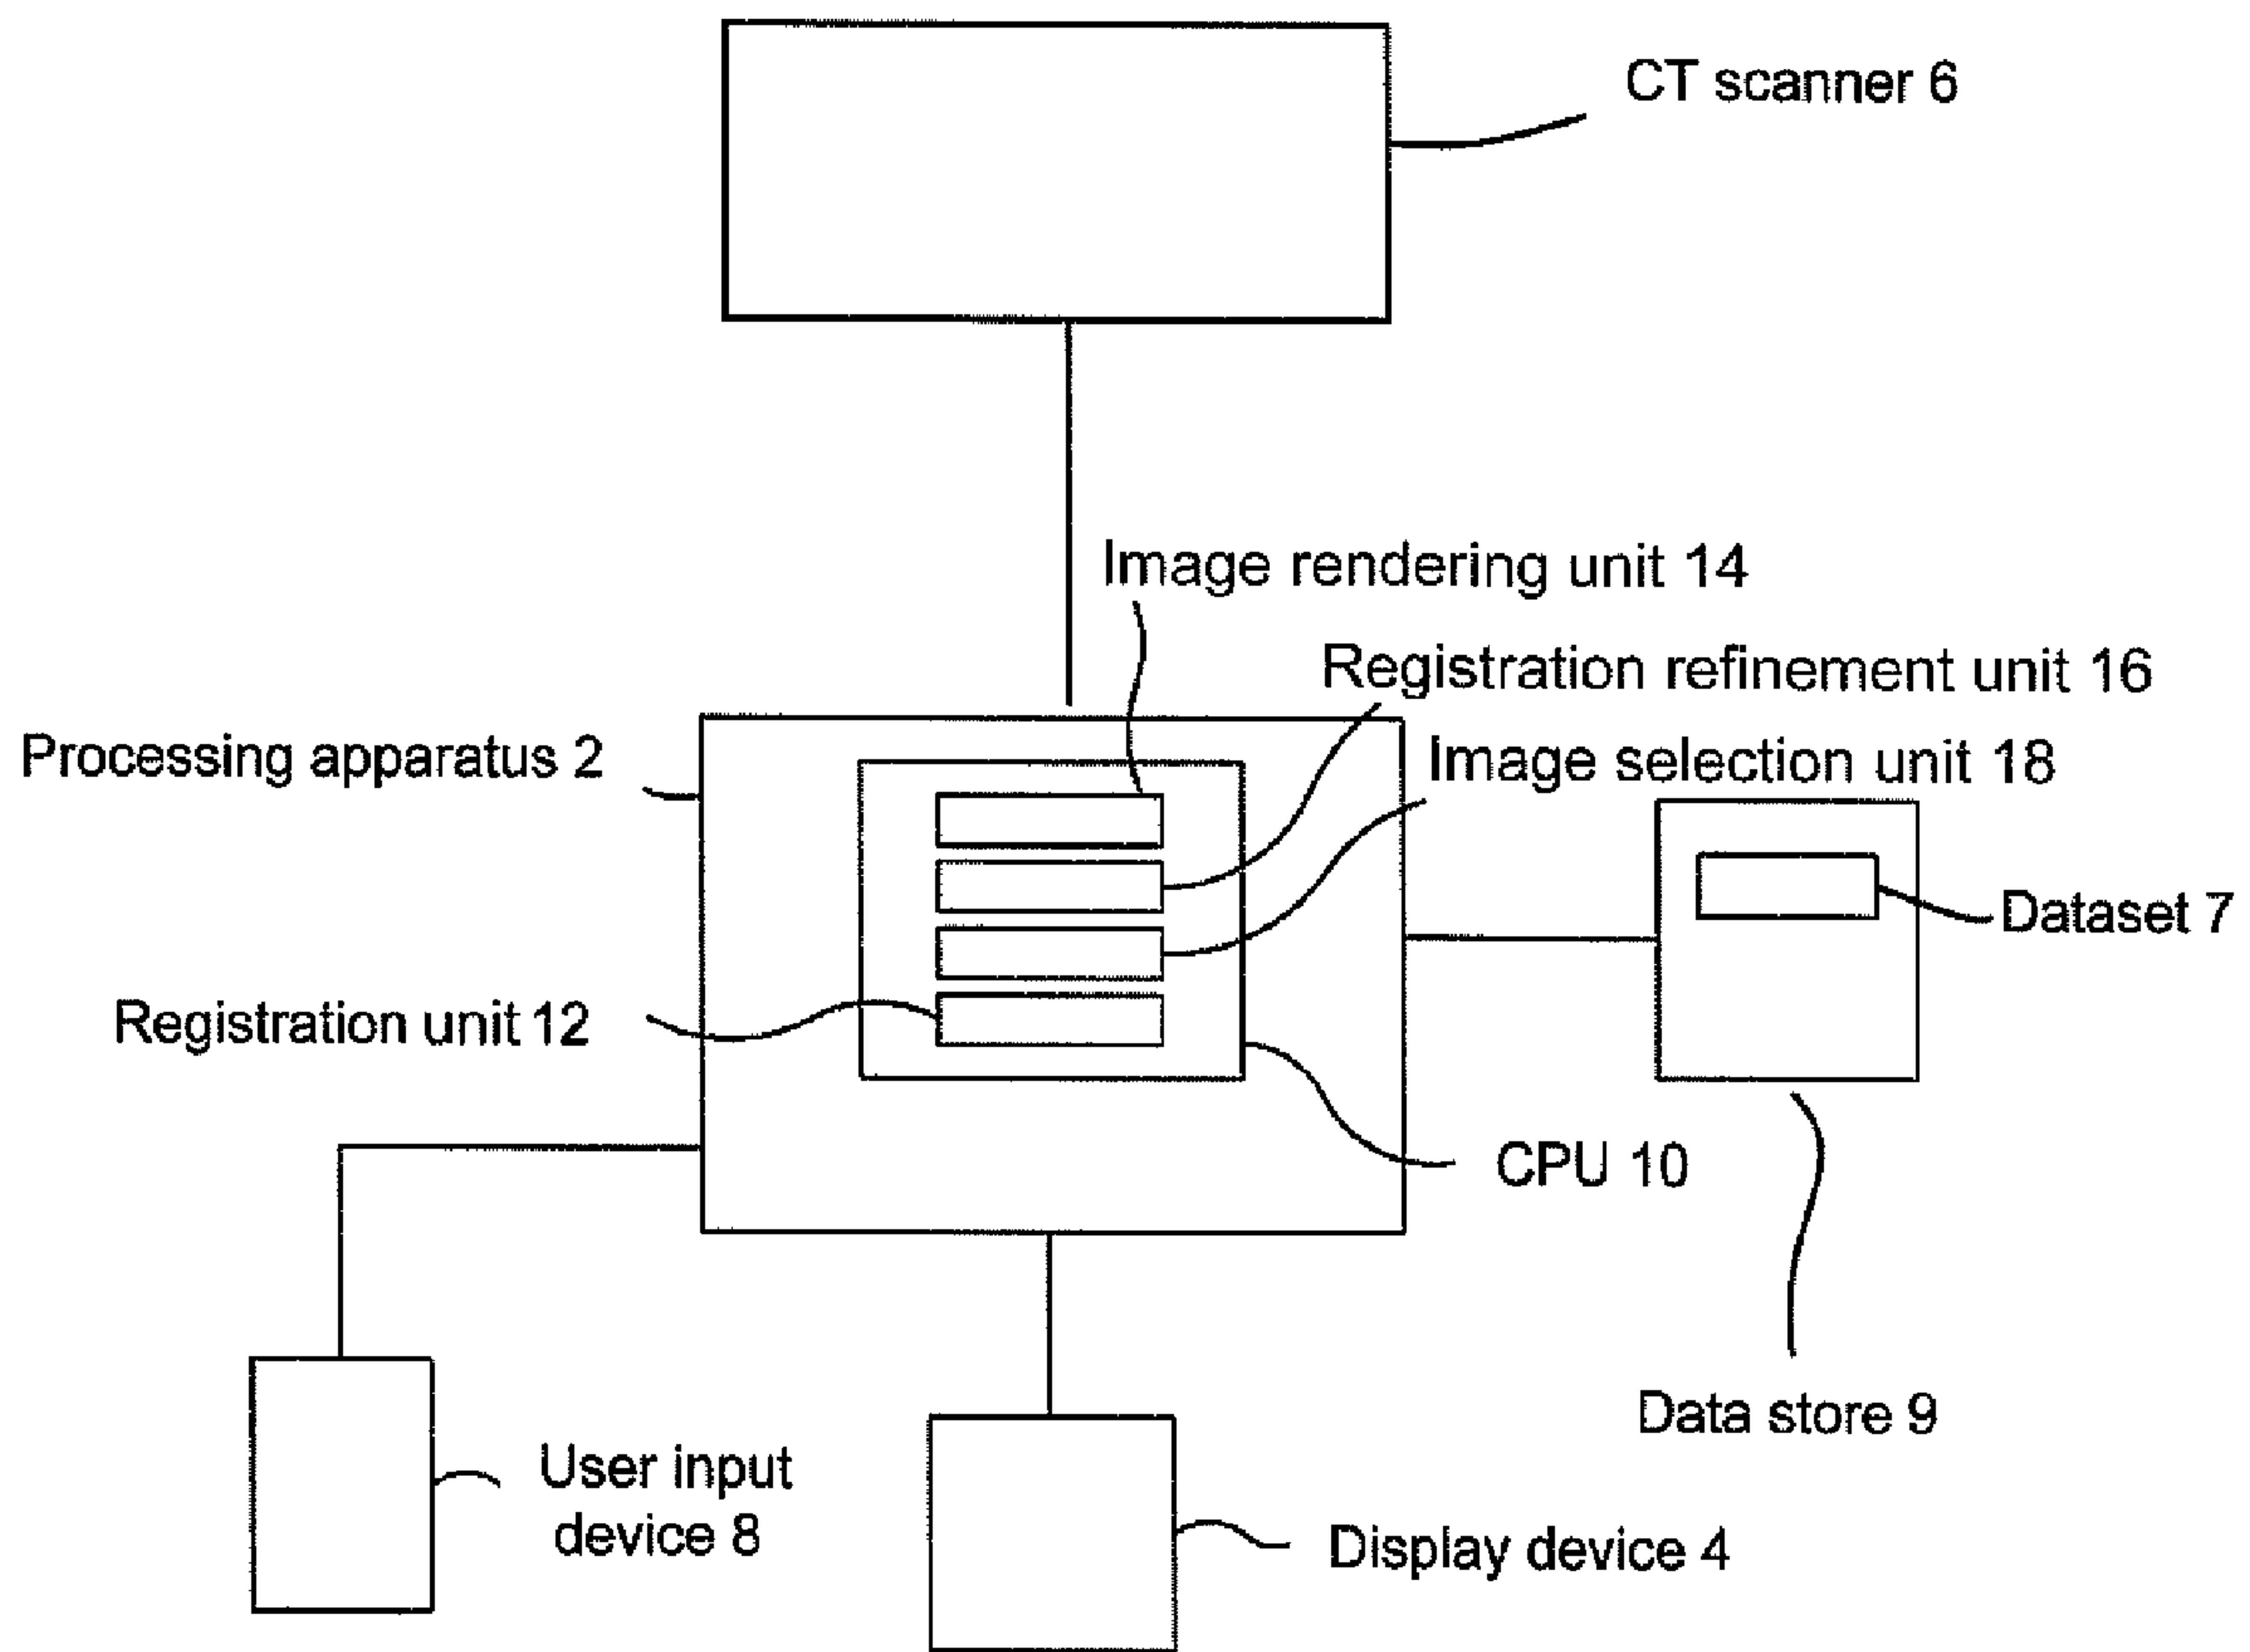 CT scanner 6
Image rendering unit 14
Registration refinement unit 16
Processing apparatus 2
Image selection unit 18
Dataset 7
Registration unit 12
CPU 10
Data store 9
User input
device 8
Display device 4